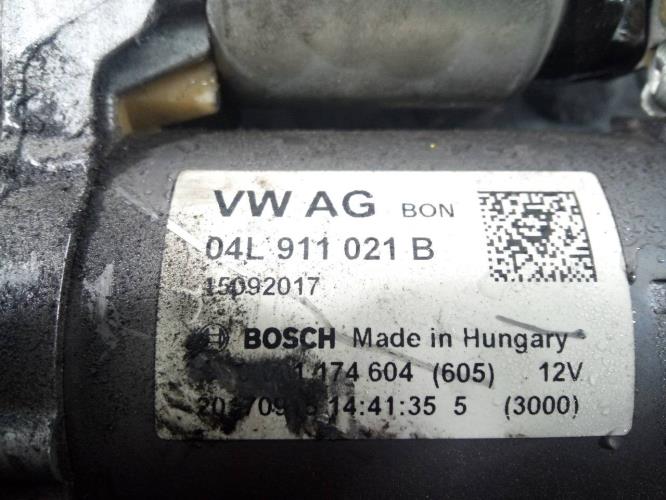 VW AG BON
04L 911 021 B
15092017
BOSCH Made in Hungary
174 604 (605) 12V
14:41:35 5 (3000)